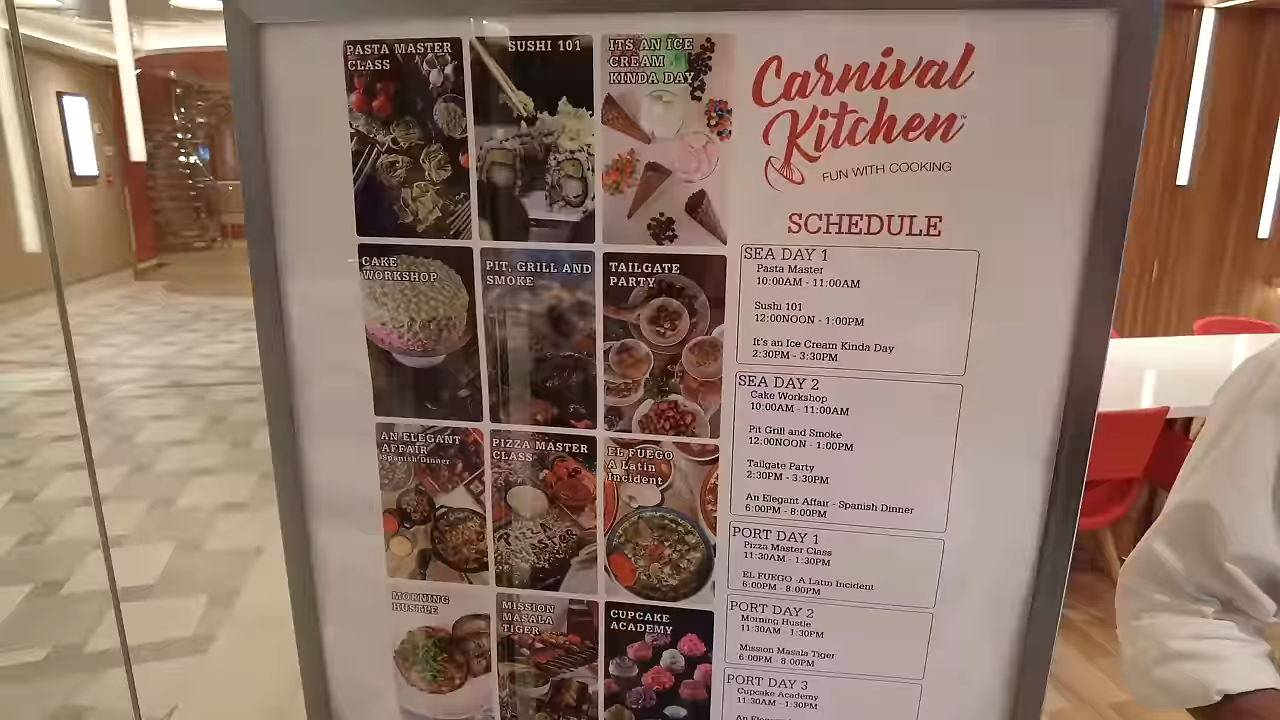 PASTA MASTER
CLASS
SUSHI 101
ITS AN ICE
CREAM
KINDA DAY
CAKE
WORKSHOP
PIT, GRILL AND
SMOKE
TAILGATE
PARTY
AN ELEGANT
AFFAIR
Spanish Dinner
PIZZA MASTER
CLASS
EL FUEGO
A Latin
Incident
MORNING
HUSTLE
MISSION
MASALA
TIGER
CUPCAKE
ACADEMY
Carnival
Kitchen™
FUN WITH COOKING
SCHEDULE
SEA DAY 1
Pasta Master
10:00AM - 11:00AM
Sushi 101
12:00NOON - 1:00PM
It's an Ice Cream Kinda Day
2:30PM - 3:30PM
SEA DAY 2
Cake Workshop
10:00AM - 11:00AM
Pit Grill and Smoke
12:00NOON - 1:00PM
Tailgate Party
2:30PM - 3:30PM
An Elegant Affair - Spanish Dinner
6:00PM - 8:00PM
PORT DAY 1
Pizza Master Class
11:30AM - 1:30PM
EL FUEGO -A Latin Incident
6:00PM - 8:00PM
PORT DAY 2
Morning Hustle
11:30AM - 1:30PM
Mission Masala Tiger
6:00PM - 8:00PM
PORT DAY 3
Cupcake Academy
11:30AM - 1:30PM